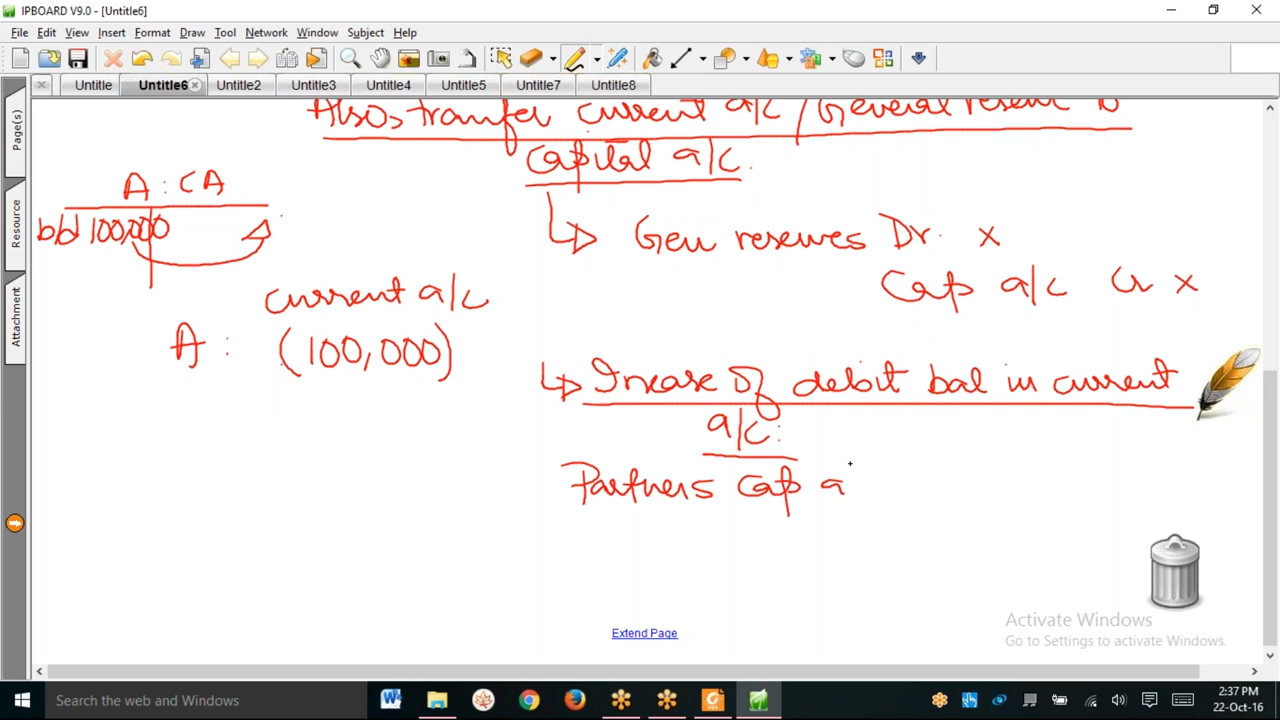 IPBOARD V9.0 - [Untitle6]
File Edit View Insert Format Draw Tool Network Window Subject Help
Untitle Untitle6 Untitle2 Untitle3 Untitle4 Untitle5 Untitle7 Untitle8
Page(s)
Resource
Attachment
Also, tranfer current a/c / General reserve to
capital a/c.
A : CA
b/d 100,000
Gen reserves Dr. x
Cap a/c Cr x
current a/c
A : (100,000)
Incase of debit bal in current
a/c:
Partners cap a
Extend Page
Activate Windows
Go to Settings to activate Windows.
Search the web and Windows
2:37 PM
22-Oct-16